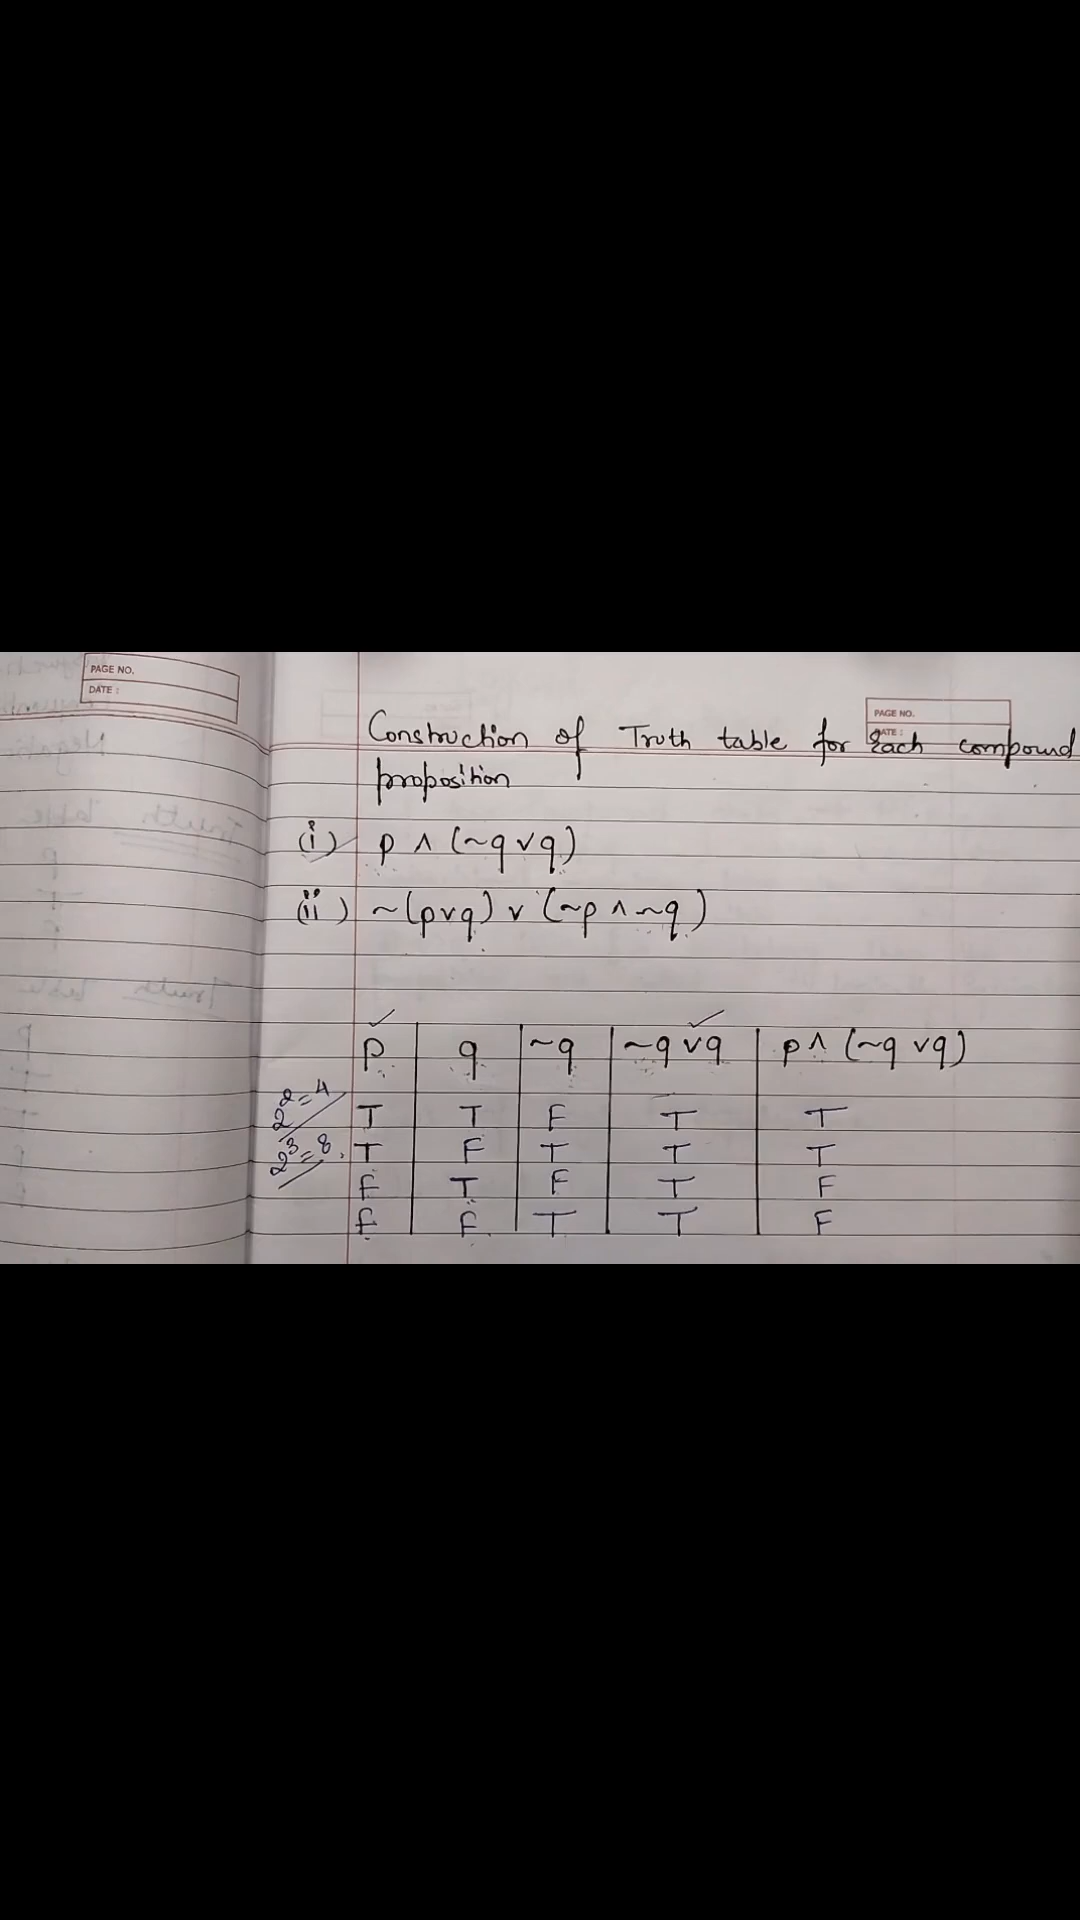 PAGE NO.
DATE :
PAGE NO.
DATE :
Construction of Truth table for each compound
proposition
(i) p ∧ (~q ∨ q)
(ii) ~(p∨q) ∨ (~p ∧ ~q)
p q ~q ~q ∨ q p ∧ (~q ∨ q)
2²=4
T T F T T
2³=8.
T F T T T
F T F T F
F F T T F